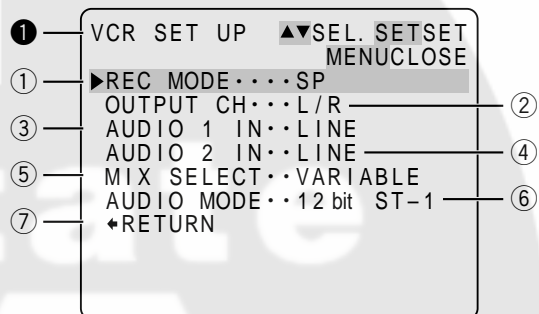 ❶ VCR SET UP ▲▼SEL. SETSET
MENUCLOSE
① ▶REC MODE····SP
OUTPUT CH···L/R ②
③ AUDIO 1 IN··LINE
AUDIO 2 IN··LINE ④
⑤ MIX SELECT··VARIABLE
AUDIO MODE··12 bit ST-1 ⑥
⑦ RETURN